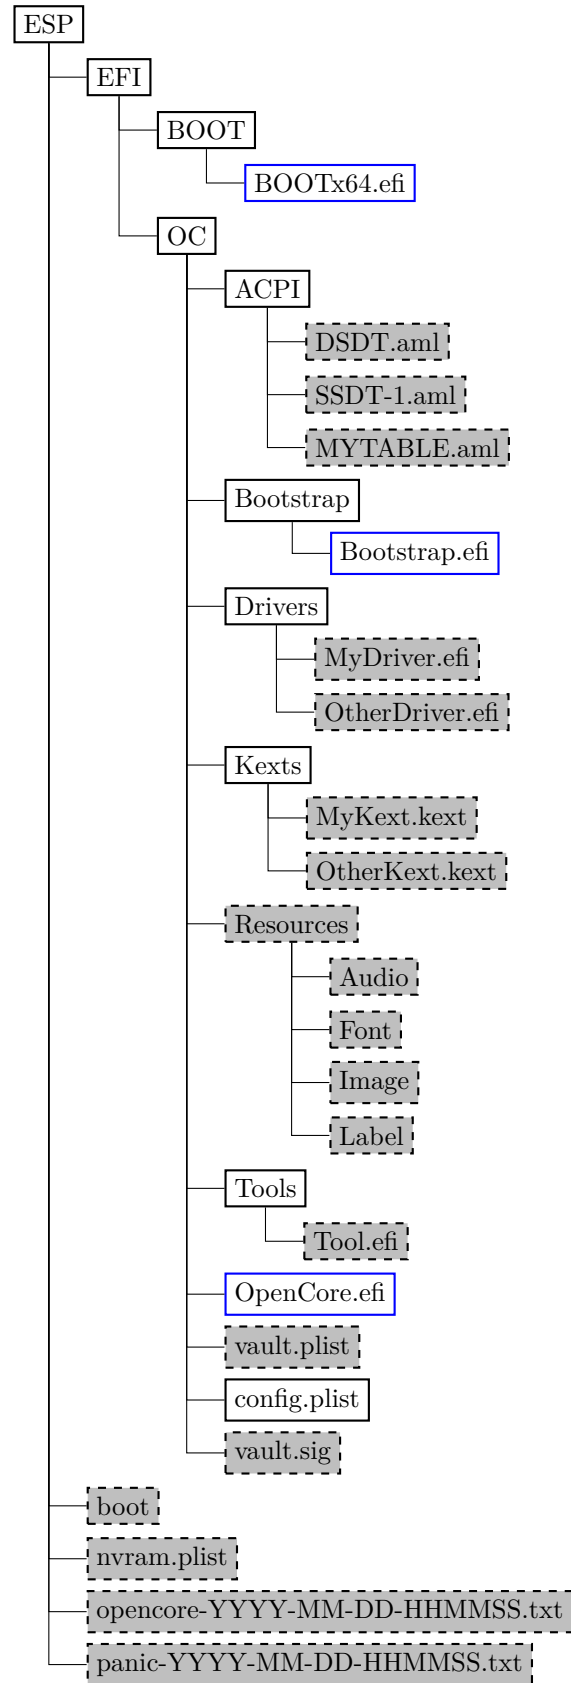 ESP
EFI
BOOT
BOOTx64.efi
OC
ACPI
DSDT.aml
SSDT-1.aml
MYTABLE.aml
Bootstrap
Bootstrap.efi
Drivers
MyDriver.efi
OtherDriver.efi
Kexts
MyKext.kext
OtherKext.kext
Resources
Audio
Font
Image
Label
Tools
Tool.efi
OpenCore.efi
vault.plist
config.plist
vault.sig
boot
nvram.plist
opencore-YYYY-MM-DD-HHMMSS.txt
panic-YYYY-MM-DD-HHMMSS.txt